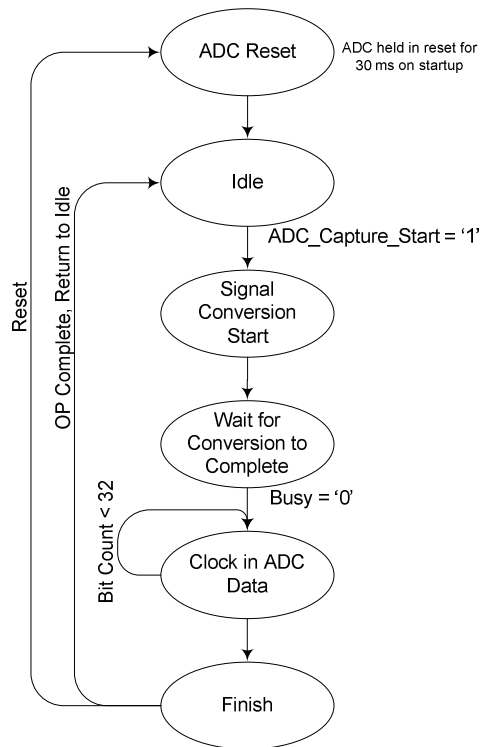 ADC Reset
ADC held in reset for
30 ms on startup
Idle
ADC_Capture_Start = ‘1’
Signal
Conversion
Start
Wait for
Conversion to
Complete
Busy = ‘0’
Bit Count < 32
Clock in ADC
Data
Finish
Reset
OP Complete, Return to Idle